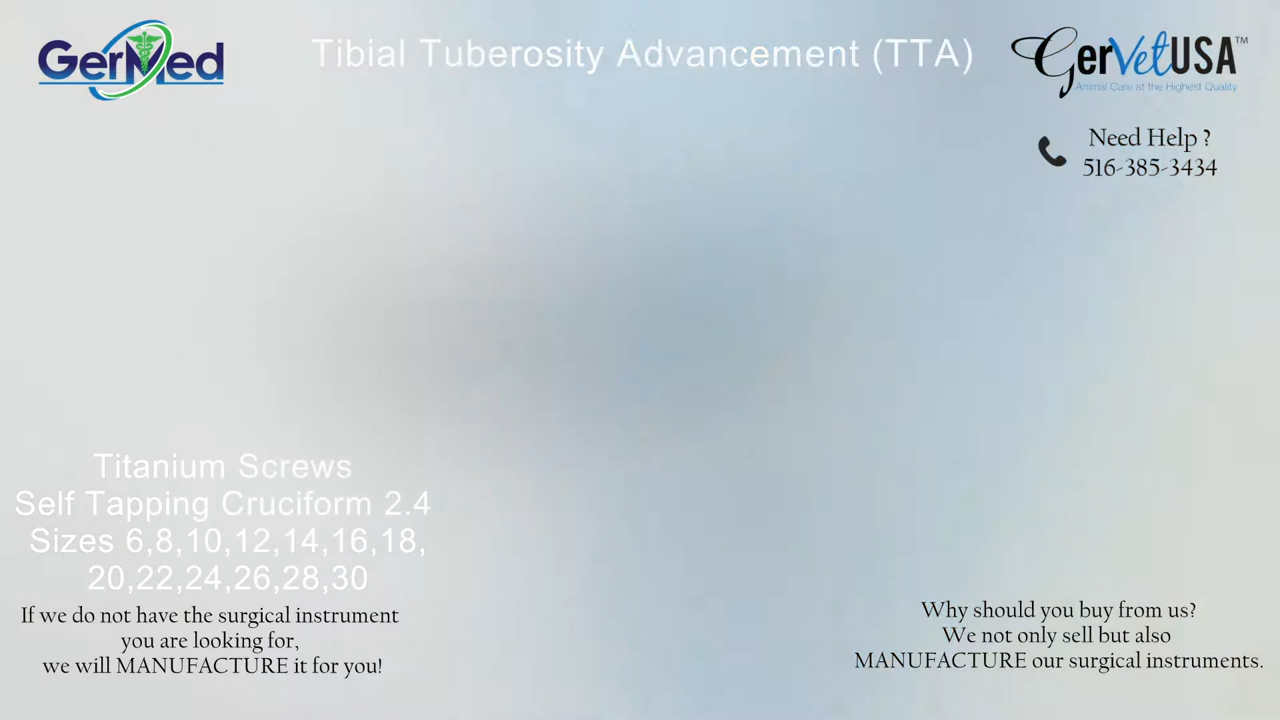 GerMed
Tibial Tuberosity Advancement (TTA)
GerVetUSA™
Animal Care at the Highest Quality
Need Help ?
516-385-3434
Titanium Screws
Self Tapping Cruciform 2.4
Sizes 6,8,10,12,14,16,18,
20,22,24,26,28,30
If we do not have the surgical instrument
you are looking for,
we will MANUFACTURE it for you!
Why should you buy from us?
We not only sell but also
MANUFACTURE our surgical instruments.